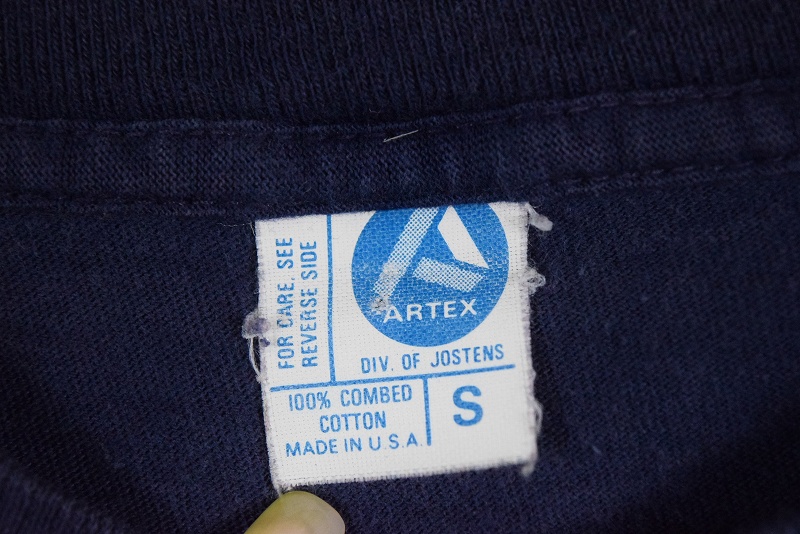 FOR CARE, SEE
REVERSE SIDE
ARTEX
DIV. OF JOSTENS
100% COMBED
COTTON
MADE IN U.S.A.
S